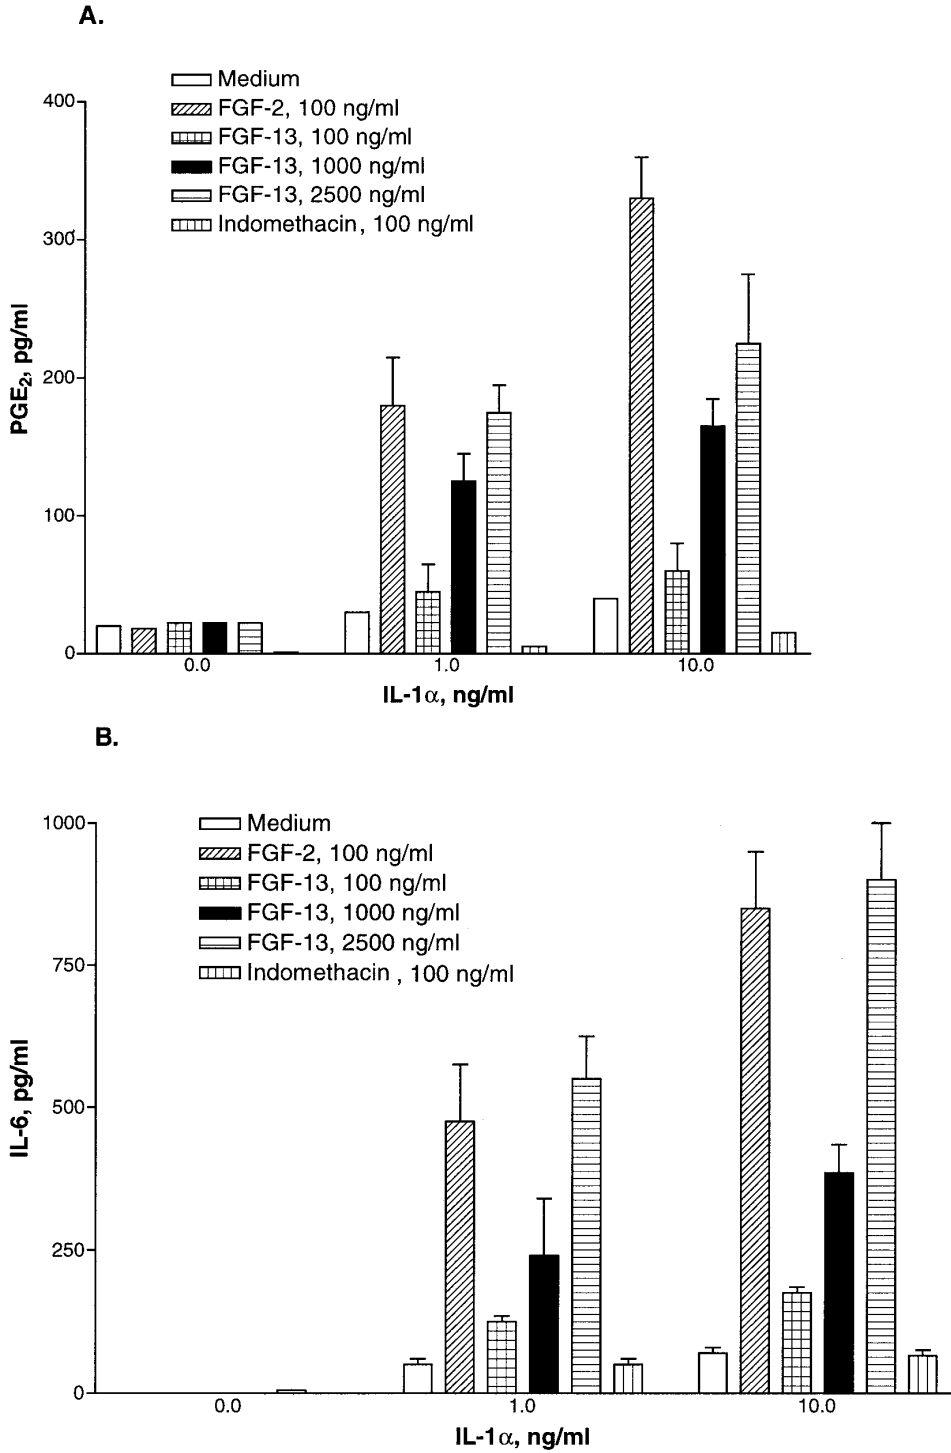 A.
Medium
FGF-2, 100 ng/ml
FGF-13, 100 ng/ml
FGF-13, 1000 ng/ml
FGF-13, 2500 ng/ml
Indomethacin, 100 ng/ml
400
300
200
100
0
PGE2, pg/ml
0.0 1.0 10.0
IL-1α, ng/ml
B.
Medium
FGF-2, 100 ng/ml
FGF-13, 100 ng/ml
FGF-13, 1000 ng/ml
FGF-13, 2500 ng/ml
Indomethacin , 100 ng/ml
1000
750
500
250
0
IL-6, pg/ml
0.0 1.0 10.0
IL-1α, ng/ml